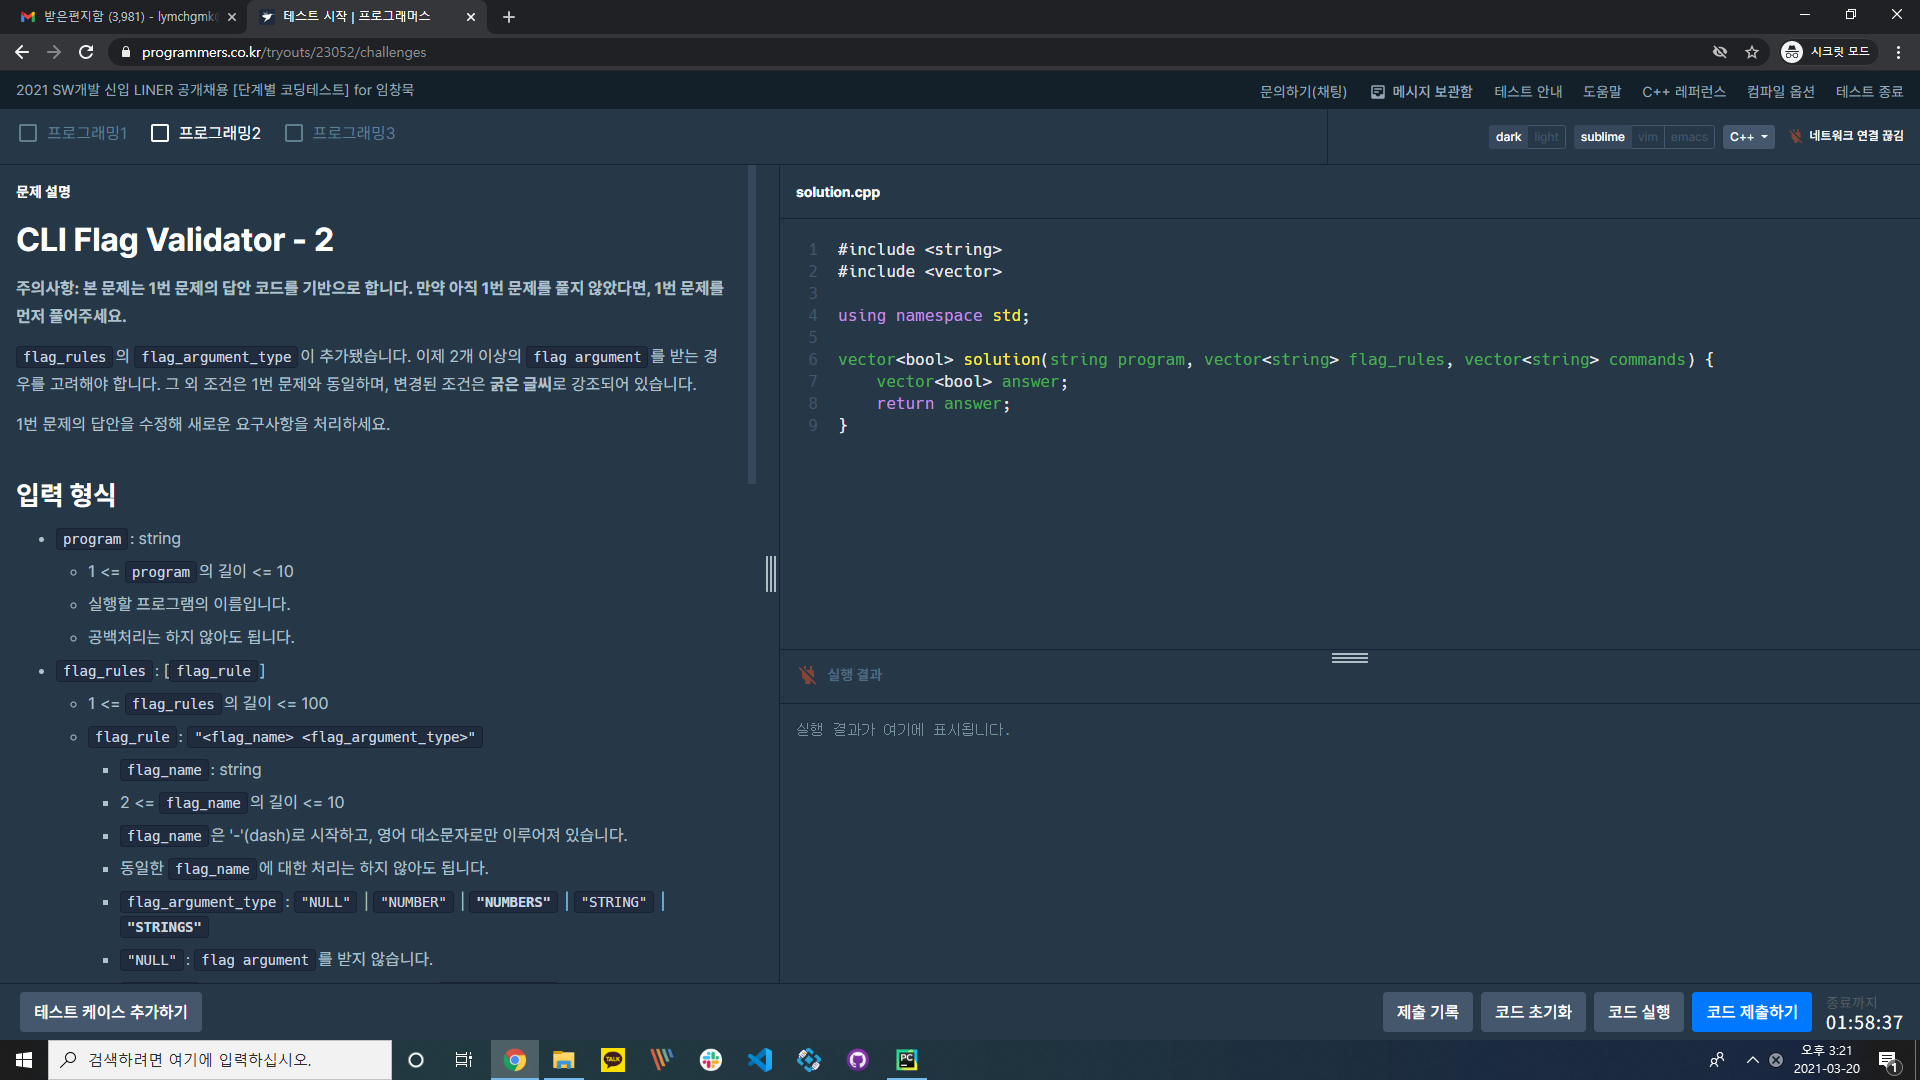 받은편지함 (3,981) - lymchgmk
테스트 시작 | 프로그래머스
programmers.co.kr/tryouts/23052/challenges
시크릿 모드
2021 SW개발 신입 LINER 공개채용 [단계별 코딩테스트] for 임창묵
문의하기(채팅) 메시지 보관함 테스트 안내 도움말 C++ 레퍼런스 컴파일 옵션 테스트 종료
프로그래밍1 프로그래밍2 프로그래밍3
dark light sublime vim emacs C++ 네트워크 연결 끊김
문제 설명
CLI Flag Validator - 2
주의사항: 본 문제는 1번 문제의 답안 코드를 기반으로 합니다. 만약 아직 1번 문제를 풀지 않았다면, 1번 문제를
먼저 풀어주세요.
flag_rules 의 flag_argument_type 이 추가됐습니다. 이제 2개 이상의 flag argument 를 받는 경
우를 고려해야 합니다. 그 외 조건은 1번 문제와 동일하며, 변경된 조건은 굵은 글씨로 강조되어 있습니다.
1번 문제의 답안을 수정해 새로운 요구사항을 처리하세요.
입력 형식
program : string
1 <= program 의 길이 <= 10
실행할 프로그램의 이름입니다.
공백처리는 하지 않아도 됩니다.
flag_rules : [ flag_rule ]
1 <= flag_rules 의 길이 <= 100
flag_rule : "<flag_name> <flag_argument_type>"
flag_name : string
2 <= flag_name 의 길이 <= 10
flag_name 은 '-'(dash)로 시작하고, 영어 대소문자로만 이루어져 있습니다.
동일한 flag_name 에 대한 처리는 하지 않아도 됩니다.
flag_argument_type : "NULL" | "NUMBER" | "NUMBERS" | "STRING" |
"STRINGS"
"NULL" : flag argument 를 받지 않습니다.
solution.cpp
1 #include <string>
2 #include <vector>
3
4 using namespace std;
5
6 vector<bool> solution(string program, vector<string> flag_rules, vector<string> commands) {
7 vector<bool> answer;
8 return answer;
9 }
실행 결과
실행 결과가 여기에 표시됩니다.
테스트 케이스 추가하기
제출 기록 코드 초기화 코드 실행 코드 제출하기
종료까지
01:58:37
검색하려면 여기에 입력하십시오.
TALK
PC
오후 3:21
2021-03-20
1